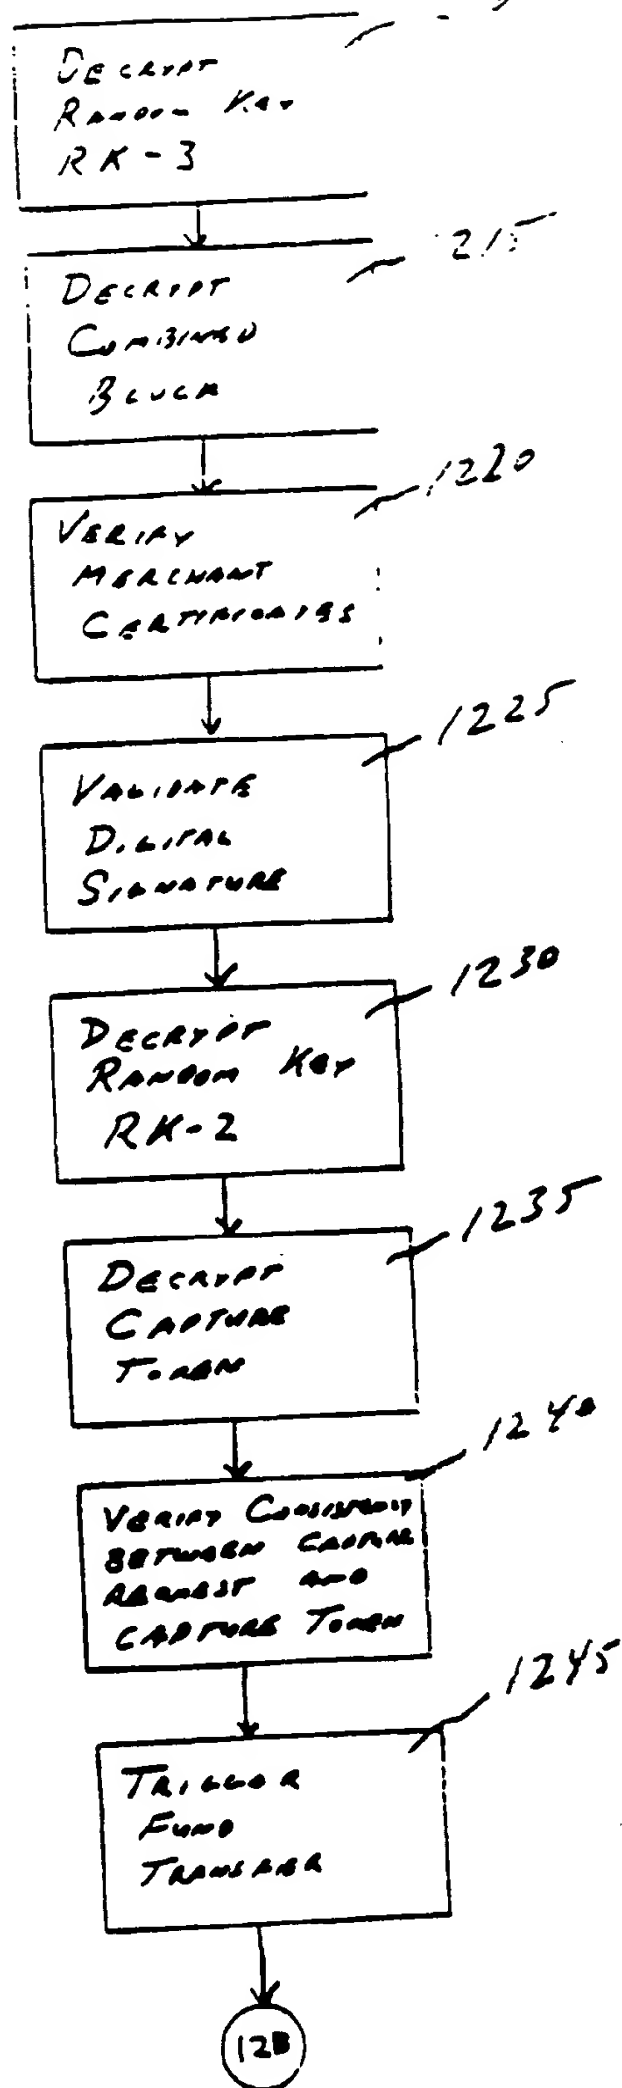 DECRYPT
RANDOM KEY
RK-3
215
DECRYPT
COMBINED
BLOCK
1220
VERIFY
MERCHANT
CERTIFICATES
1225
VALIDATE
DIGITAL
SIGNATURE
1230
DECRYPT
RANDOM KEY
RK-2
1235
DECRYPT
CAPTURE
TOKEN
1240
VERIFY CONSISTENCY
BETWEEN CAPTURE
REQUEST AND
CAPTURE TOKEN
1245
TRIGGER
FUND
TRANSFER
12B